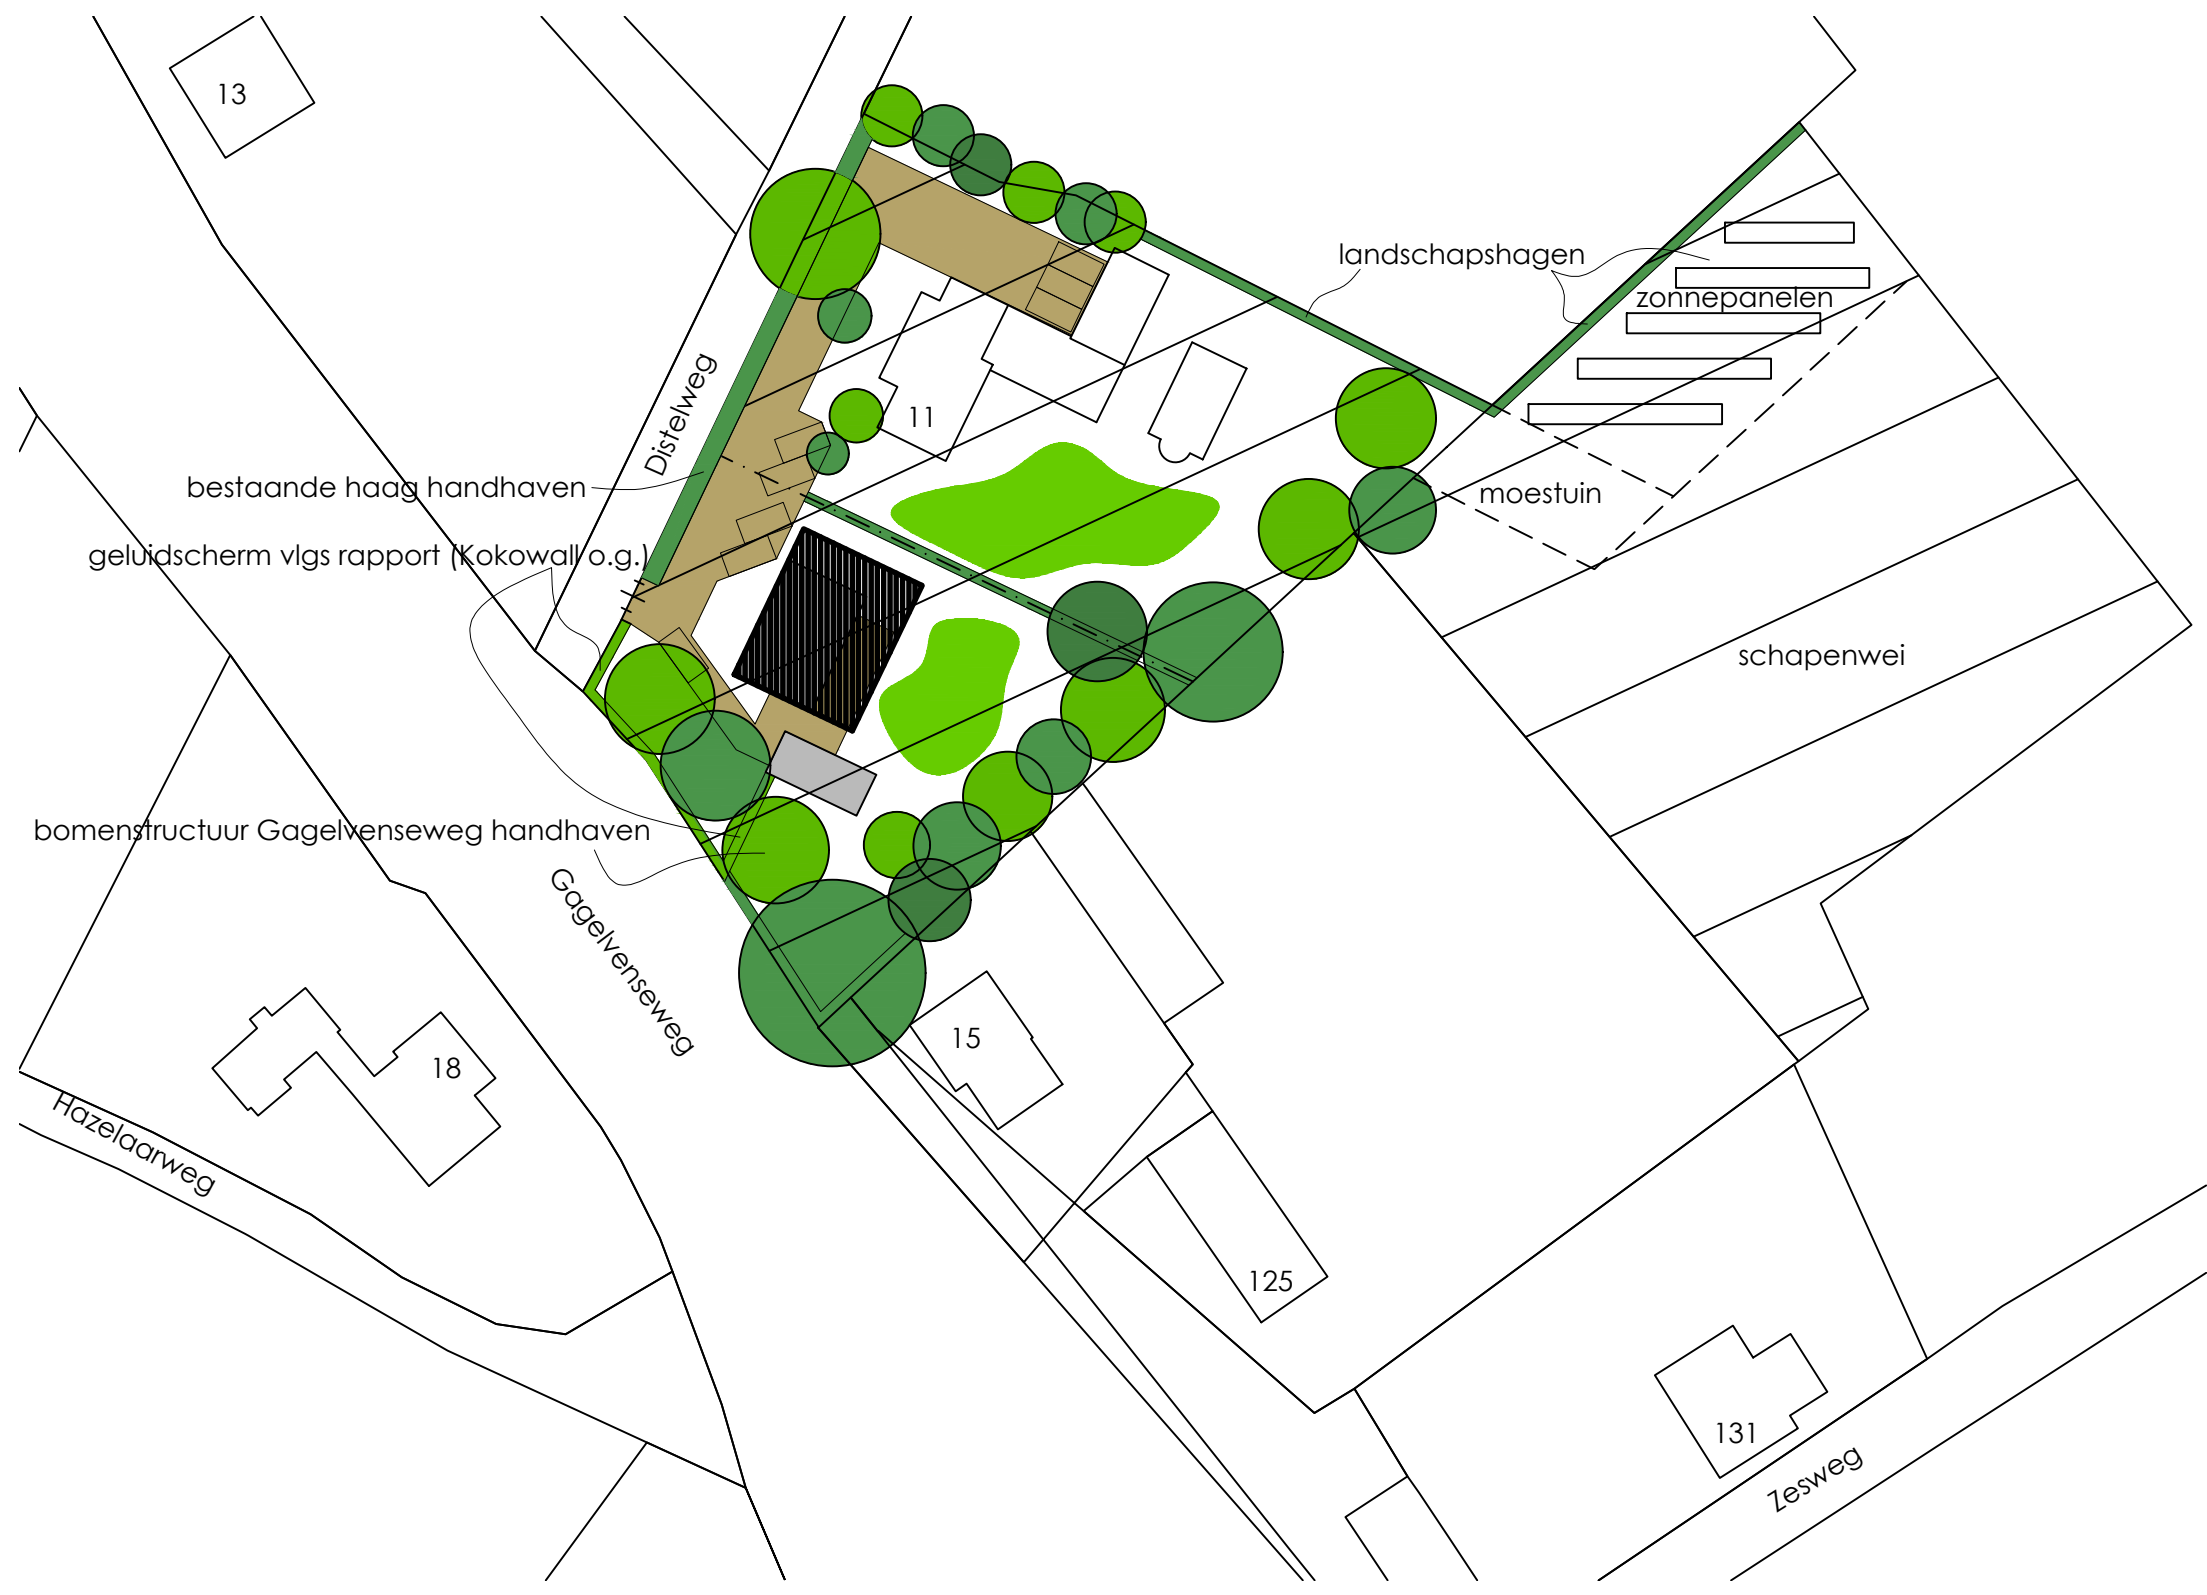 13
landschapshagen
zonnepanelen
Distelweg
11
bestaande haag handhaven
moestuin
geluidscherm vlgs rapport (Kokowall o.g.)
schapenwei
bomenstructuur Gagelvenseweg handhaven
Gagelvenseweg
15
18
Hazelaarweg
125
131
Zesweg